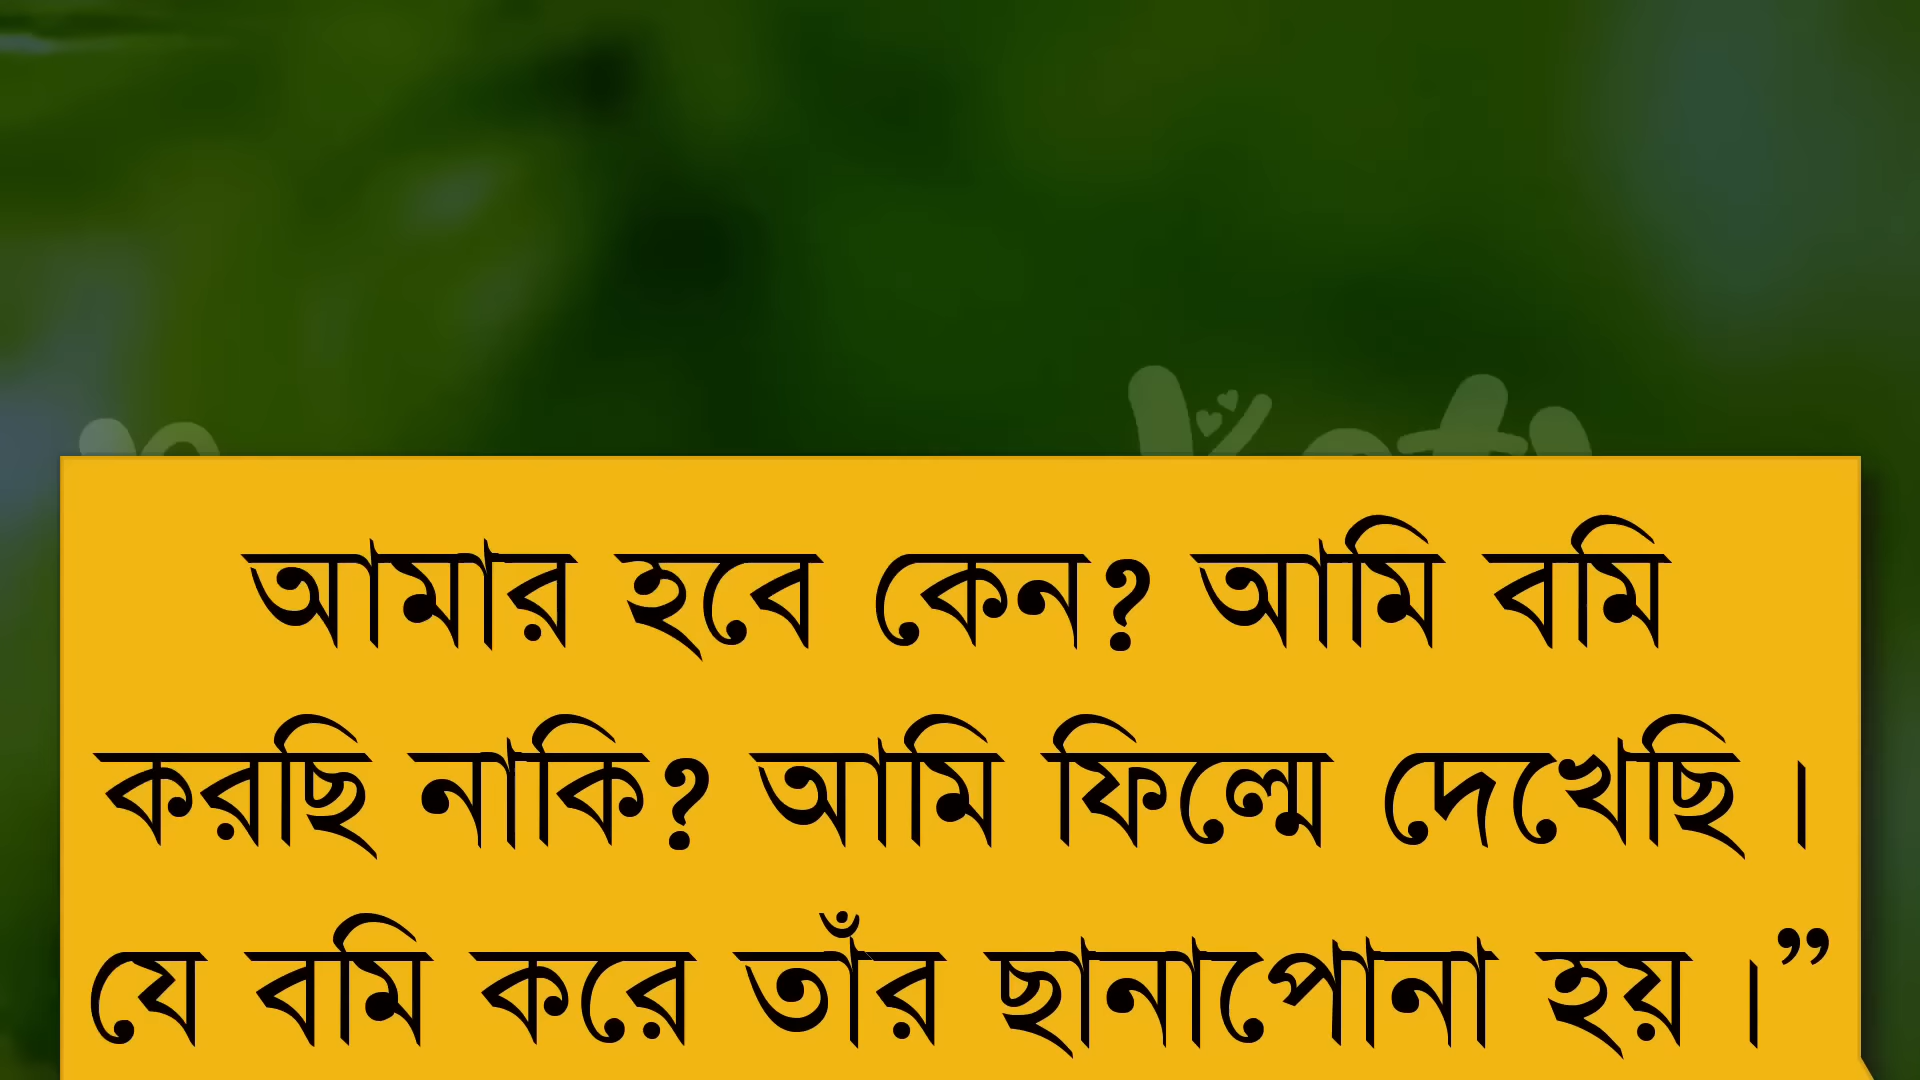 আমার হবে কেন? আমি বমি
করছি নাকি? আমি ফিল্মে দেখেছি।
যে বমি করে তাঁর ছানাপোনা হয়।”